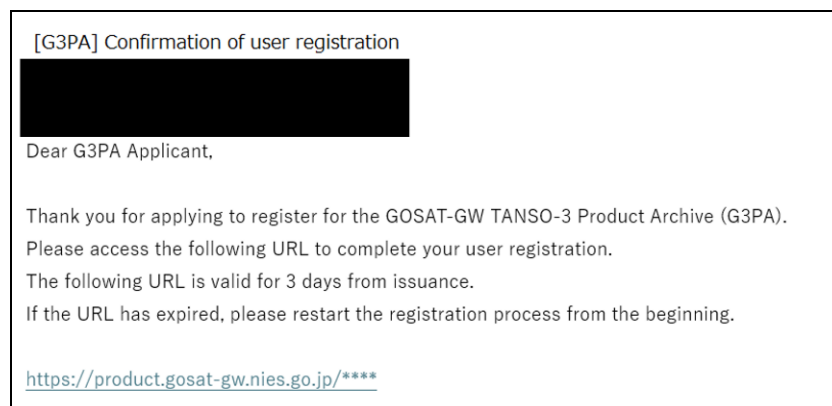 [G3PA] Confirmation of user registration
Dear G3PA Applicant,
Thank you for applying to register for the GOSAT-GW TANSO-3 Product Archive (G3PA).
Please access the following URL to complete your user registration.
The following URL is valid for 3 days from issuance.
If the URL has expired, please restart the registration process from the beginning.
https://product.gosat-gw.nies.go.jp/****